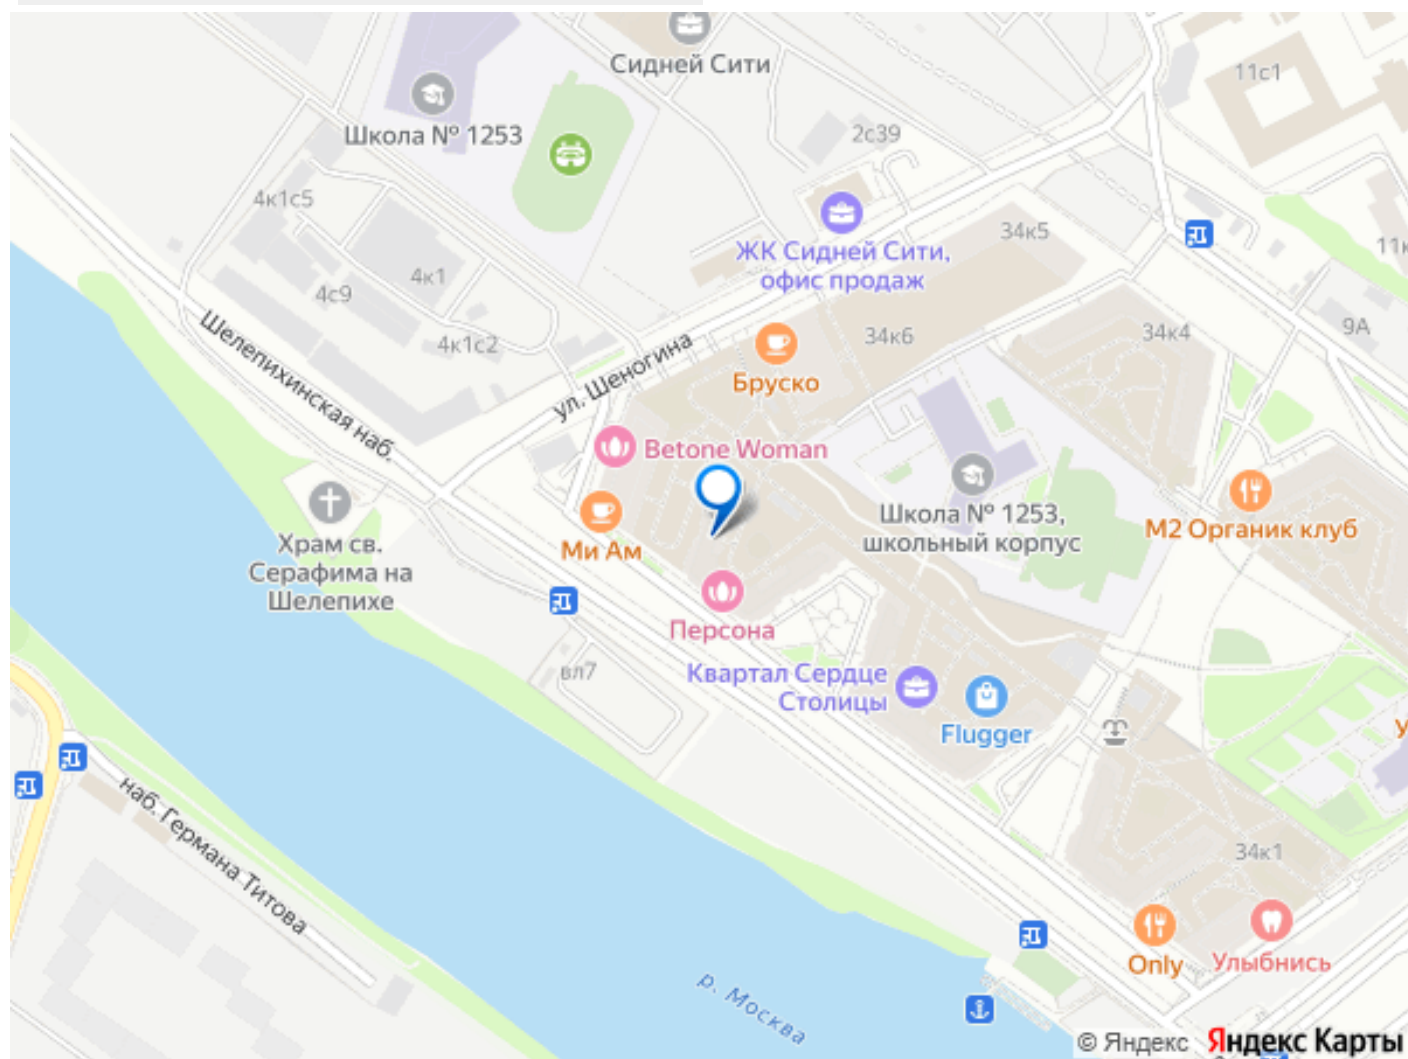 Сидней Сити
11с1
Школа № 1253
2с39
4к1с5
34к5
ЖК Сидней Сити,
офис продаж
11к
4к1
4с9
Шелепихинская наб.
4к1с2
ул. Шеногина
34к6
34к4
9А
Бруско
Betone Woman
Школа № 1253,
школьный корпус
М2 Органик клуб
Ми Ам
Храм св.
Серафима на
Шелепихе
Персона
вл7
Квартал Сердце
Столицы
Flugger
У
наб. Германа Титова
34к1
Only
Улыбнись
р. Москва
© Яндекс Яндекс Карты